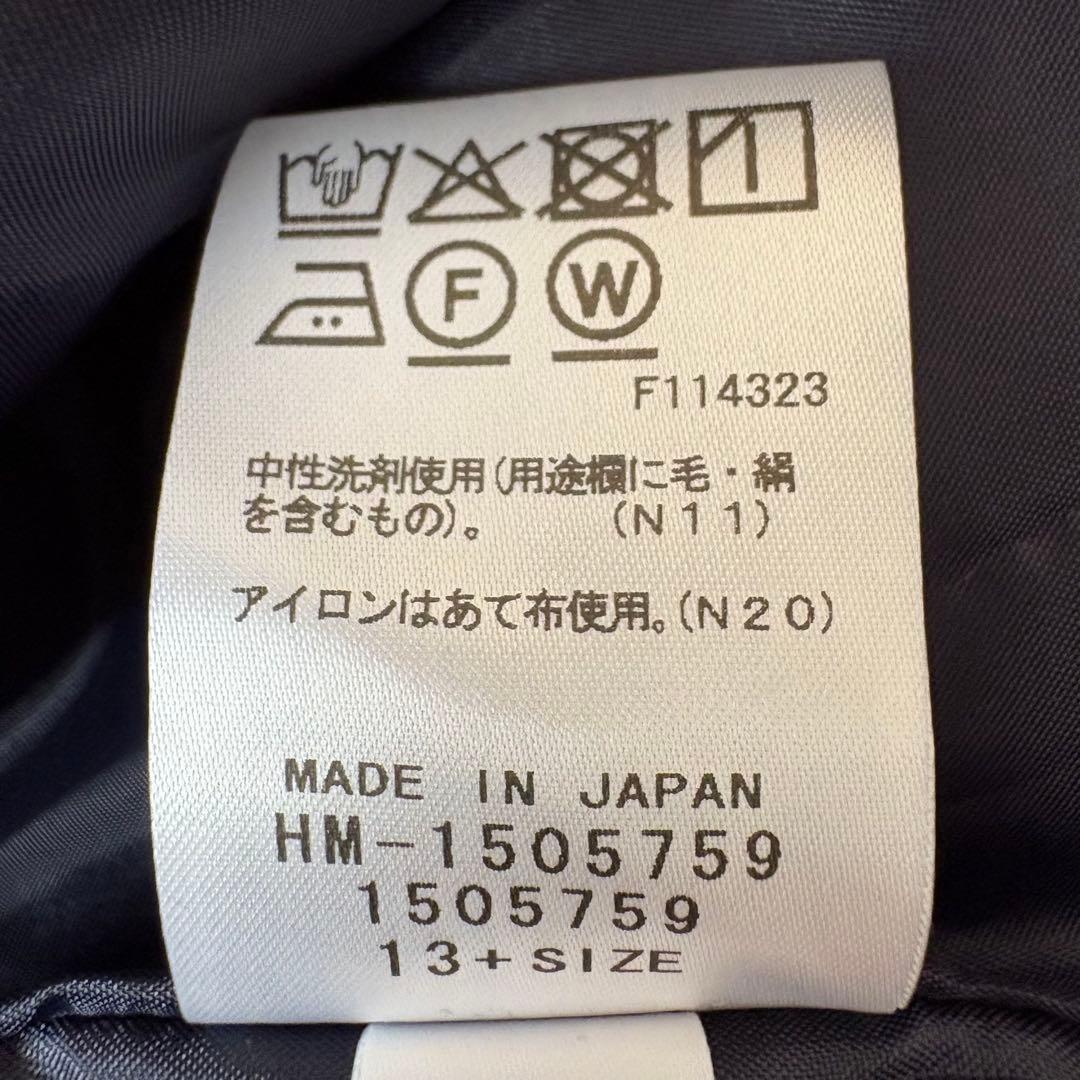 F
W
F114323
中性洗剤使用(用途欄に毛・絹
を含むもの)。 (N11)
アイロンはあて布使用。(N20)
MADE IN JAPAN
HM-1505759
1505759
13+SIZE